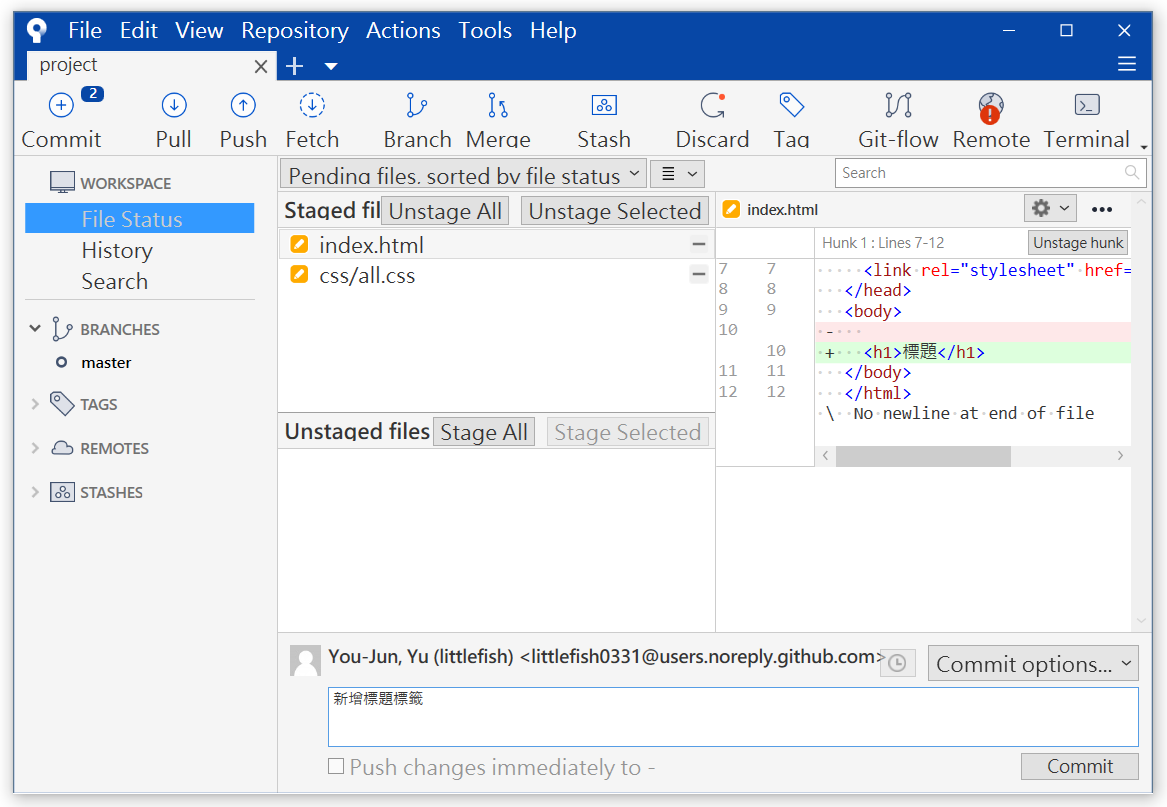 File Edit View Repository Actions Tools Help
project
2
Commit Pull Push Fetch Branch Merge Stash Discard Tag Git-flow Remote Terminal
WORKSPACE
File Status
History
Search
BRANCHES
master
TAGS
REMOTES
STASHES
Pending files, sorted by file status
Search
Staged fil Unstage All Unstage Selected
index.html
css/all.css
Unstaged files Stage All Stage Selected
index.html
Hunk 1 : Lines 7-12 Unstage hunk
7 7 <link rel="stylesheet" href=
8 8 </head>
9 9 <body>
10 -
10 + <h1>標題</h1>
11 11 </body>
12 12 </html>
\ No newline at end of file
You-Jun, Yu (littlefish) <littlefish0331@users.noreply.github.com>
Commit options...
新增標題標籤
Push changes immediately to -
Commit